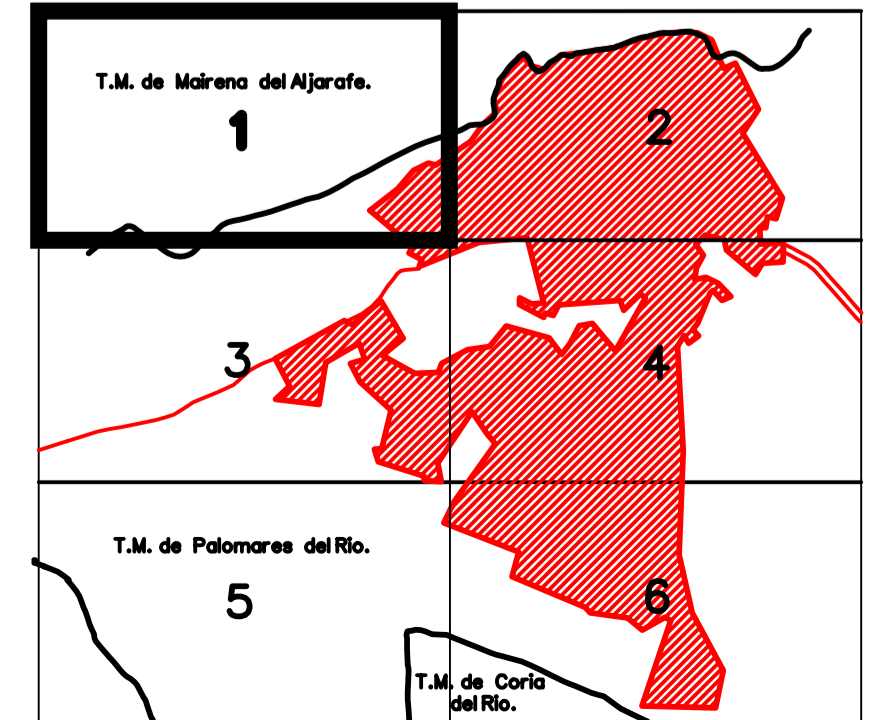 T.M. de Mairena del Aljarafe.
1
2
3
4
T.M. de Palomares del Rio.
5
6
T.M. de Coria
del Rio.